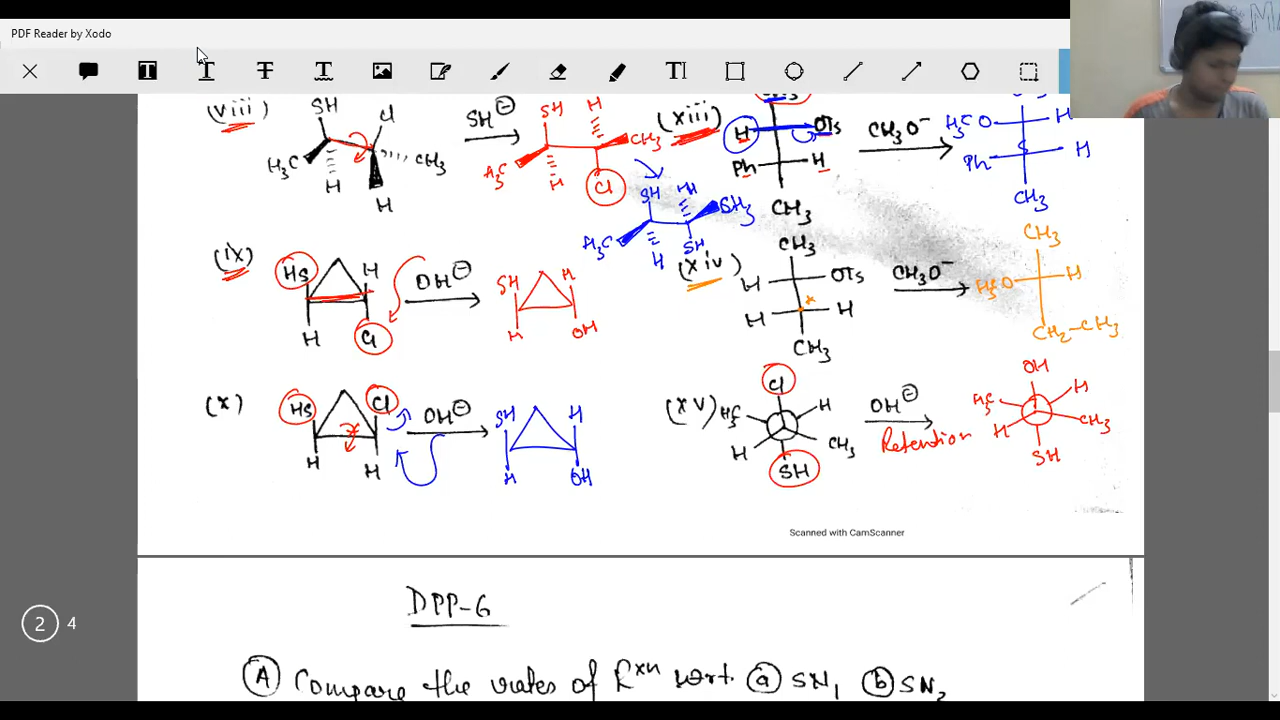 PDF Reader by Xodo
(viii)
SH
Cl
H₃C
H
CH₃
H
SH⊖
SH
H
CH₃
H₃C
H
Cl
SH
H
SH₃
H₃C
H
SH
(xiii)
H
OTs
Ph
H
CH₃
CH₃O⁻
H₃CO
H
Ph
H
CH₃
(ix)
HS
H
H
Cl
OH⊖
SH
H
H
OH
(xiv)
CH₃
H
OTs
H
*
H
CH₃
CH₃O⁻
CH₃
H₃CO
H
CH₂-CH₃
(x)
HS
Cl
H
H
OH⊖
SH
H
H
OH
(xv)
Cl
H₃C
H
H
CH₃
SH
OH⊖
Retention
OH
H₃C
H
H
CH₃
SH
Scanned with CamScanner
2 4
DPP-6
(A) Compare the rates of Rˣⁿ w.r.t. (a) SN₁ (b) SN₂